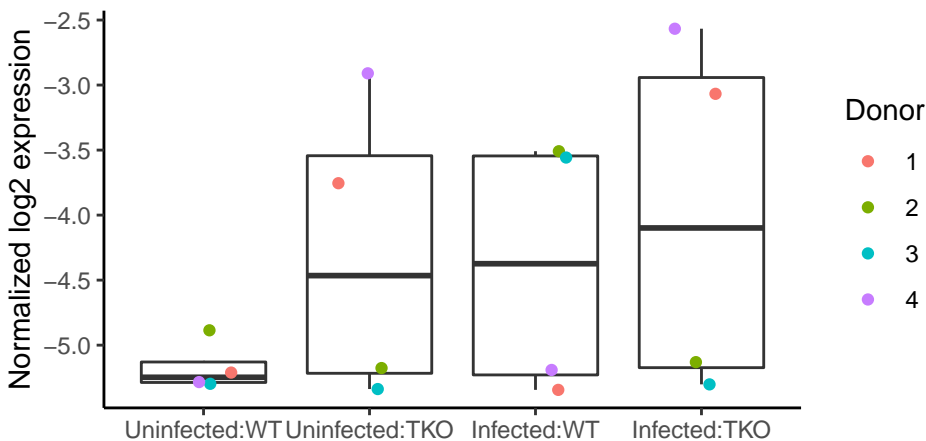 Normalized log2 expression
−2.5
−3.0
−3.5
−4.0
−4.5
−5.0
Uninfected:WT
Uninfected:TKO
Infected:WT
Infected:TKO
Donor
1
2
3
4